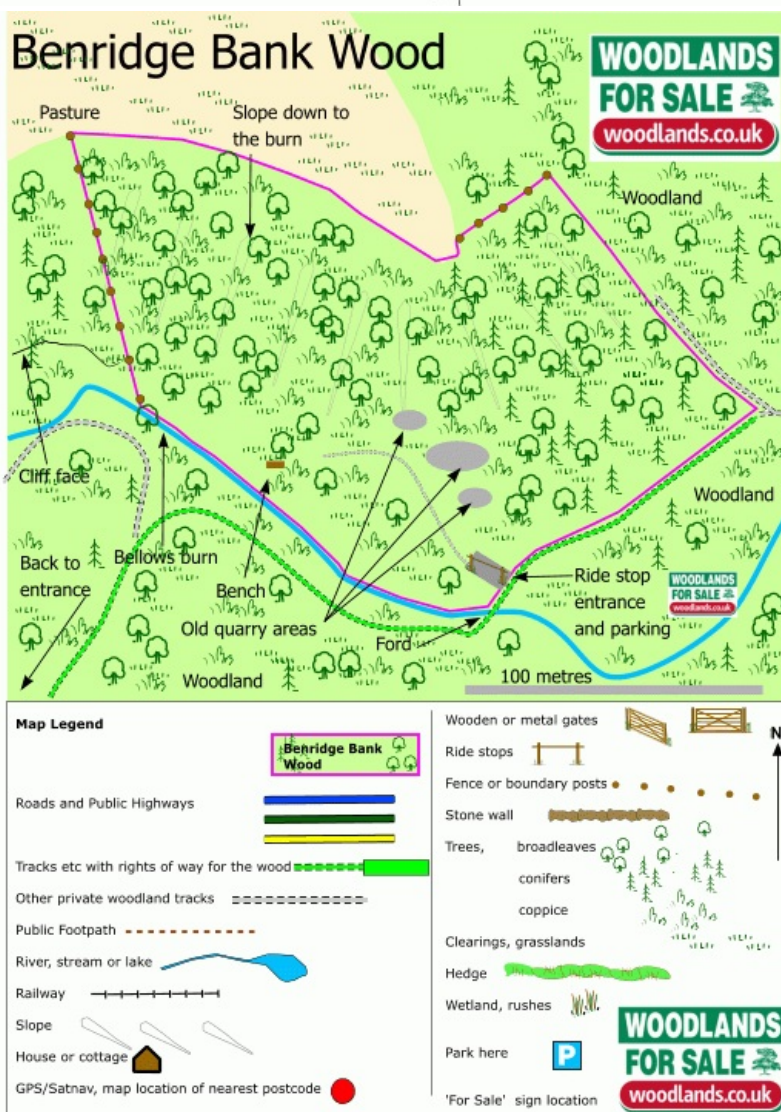 Benridge Bank Wood
WOODLANDS
FOR SALE
woodlands.co.uk
Pasture
Slope down to
the burn
Woodland
Cliff face
Woodland
Bellows burn
Back to
entrance
Bench
Ride stop
entrance
and parking
WOODLANDS
FOR SALE
woodlands.co.uk
Old quarry areas
Ford
Woodland
100 metres
Map Legend
Benridge Bank
Wood
Roads and Public Highways
Tracks etc with rights of way for the wood
Other private woodland tracks
Public Footpath
River, stream or lake
Railway
Slope
House or cottage
GPS/Satnav, map location of nearest postcode
Wooden or metal gates
N
Ride stops
Fence or boundary posts
Stone wall
Trees, broadleaves
conifers
coppice
Clearings, grasslands
Hedge
Wetland, rushes
Park here
P
'For Sale' sign location
WOODLANDS
FOR SALE
woodlands.co.uk